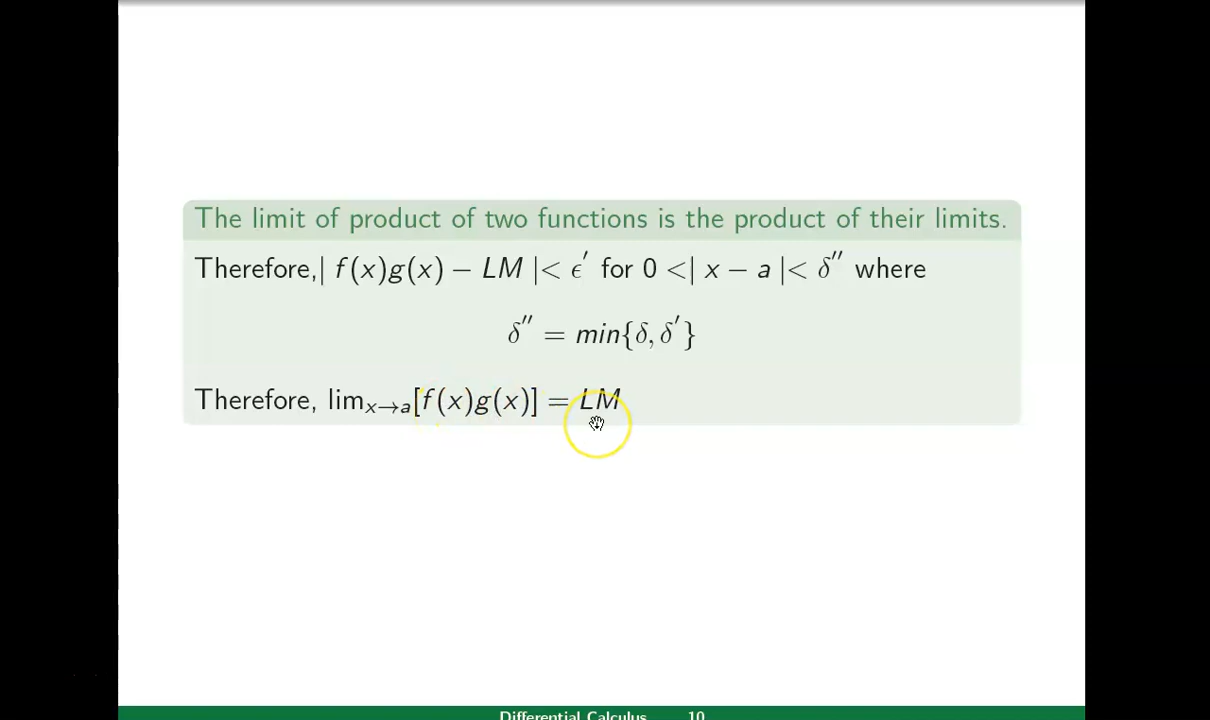 The limit of product of two functions is the product of their limits.
Therefore,| f(x)g(x) − LM |< ϵ′ for 0 <| x − a |< δ″ where
δ″ = min{δ, δ′}
Therefore, limₓ→ₐ[f(x)g(x)] = LM
Differential Calculus 10